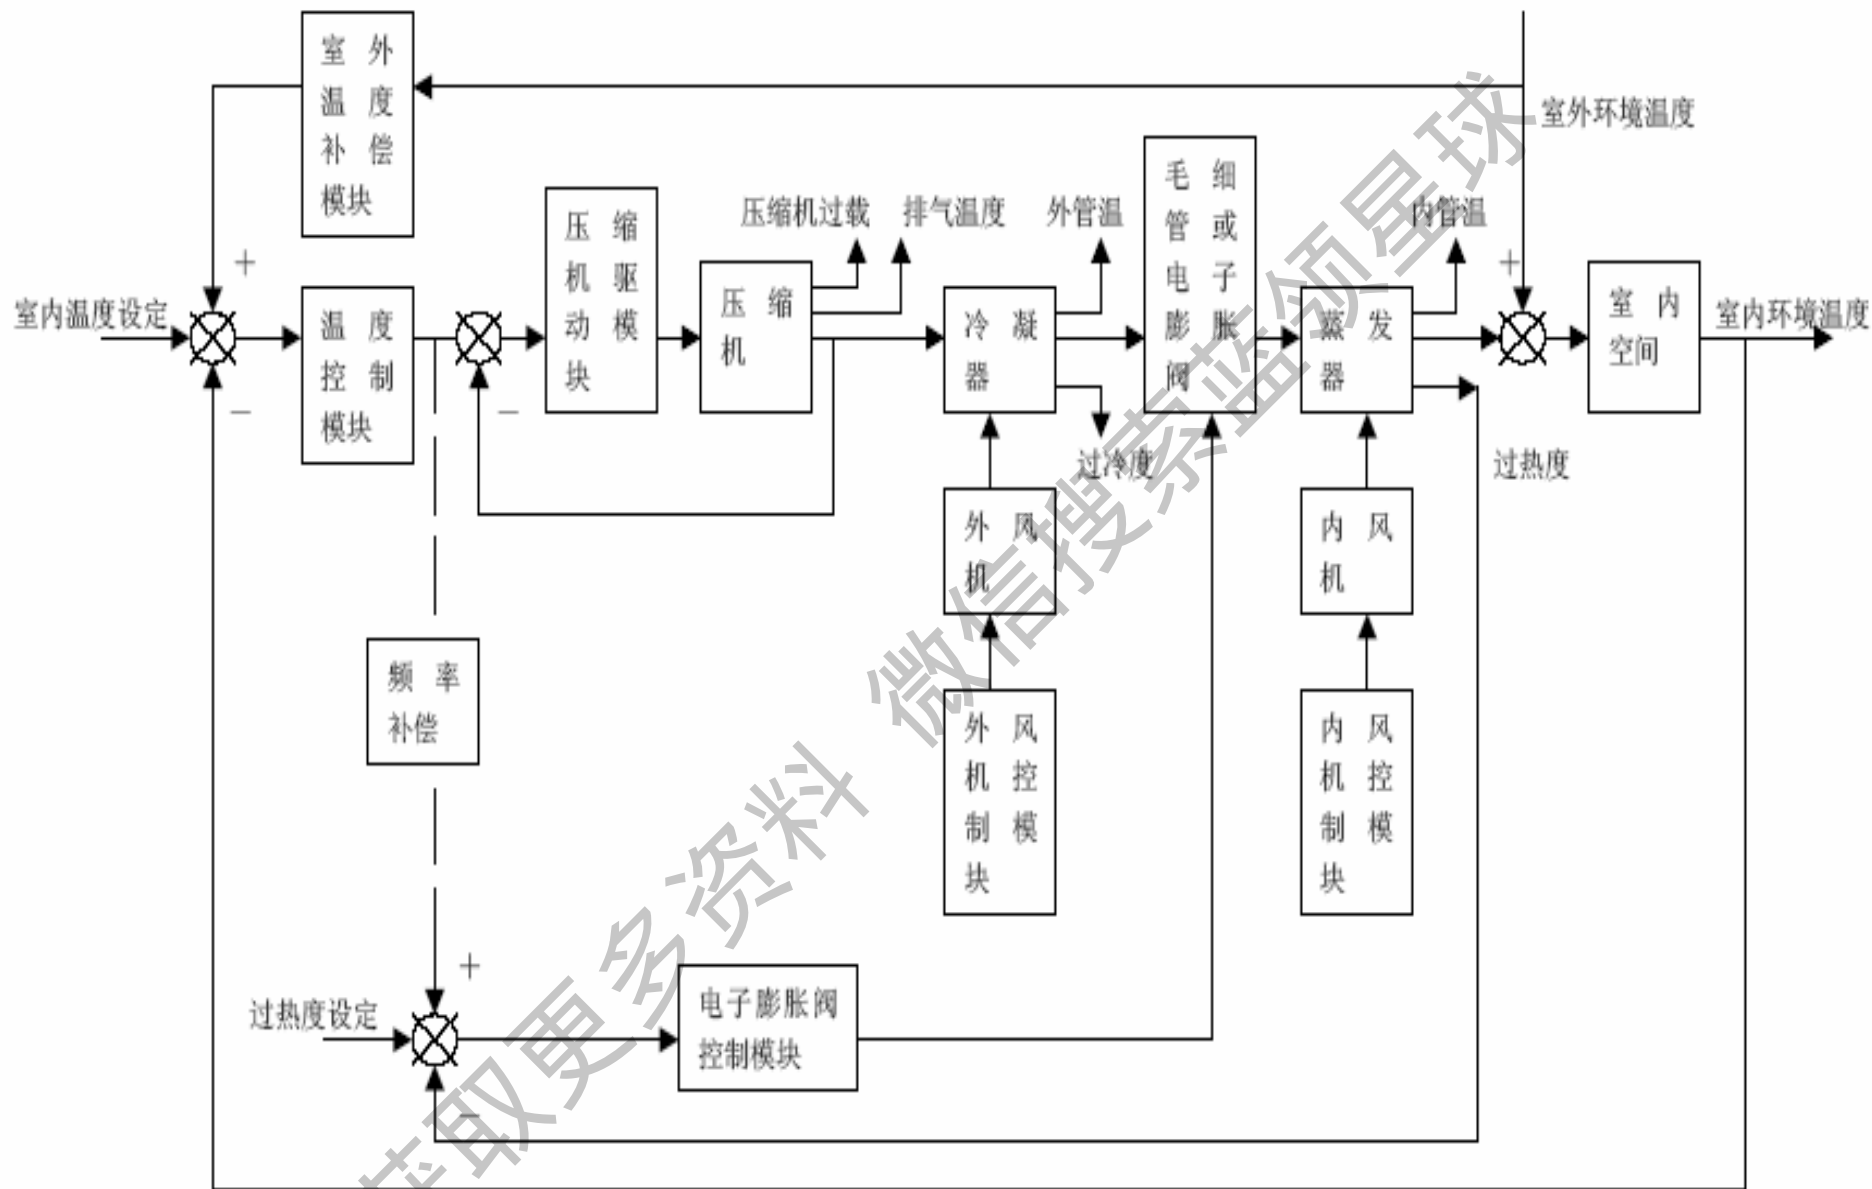 室外
温度
补偿
模块
室外环境温度
毛细
管或
电子
膨胀
阀
压缩
机驱
动模
块
压缩机过载
排气温度
外管温
内管温
+
+
室内温度设定
温度
控制
模块
压缩
机
冷凝
器
蒸发
器
室内
空间
室内环境温度
−
−
过冷度
过热度
外风
机
内风
机
频率
补偿
外风
机控
制模
块
内风
机控
制模
块
+
过热度设定
电子膨胀阀
控制模块
−
获取更多资料 微信搜索蓝领星球